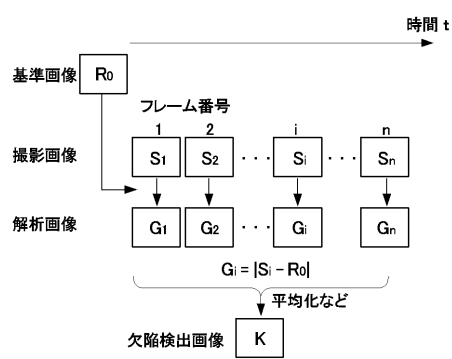 時間 t
基準画像 R0
フレーム番号
1 2 i n
撮影画像 S1 S2 ··· Si ··· Sn
解析画像 G1 G2 ··· Gi Gn
Gi = |Si − R0|
平均化など
欠陥検出画像 K